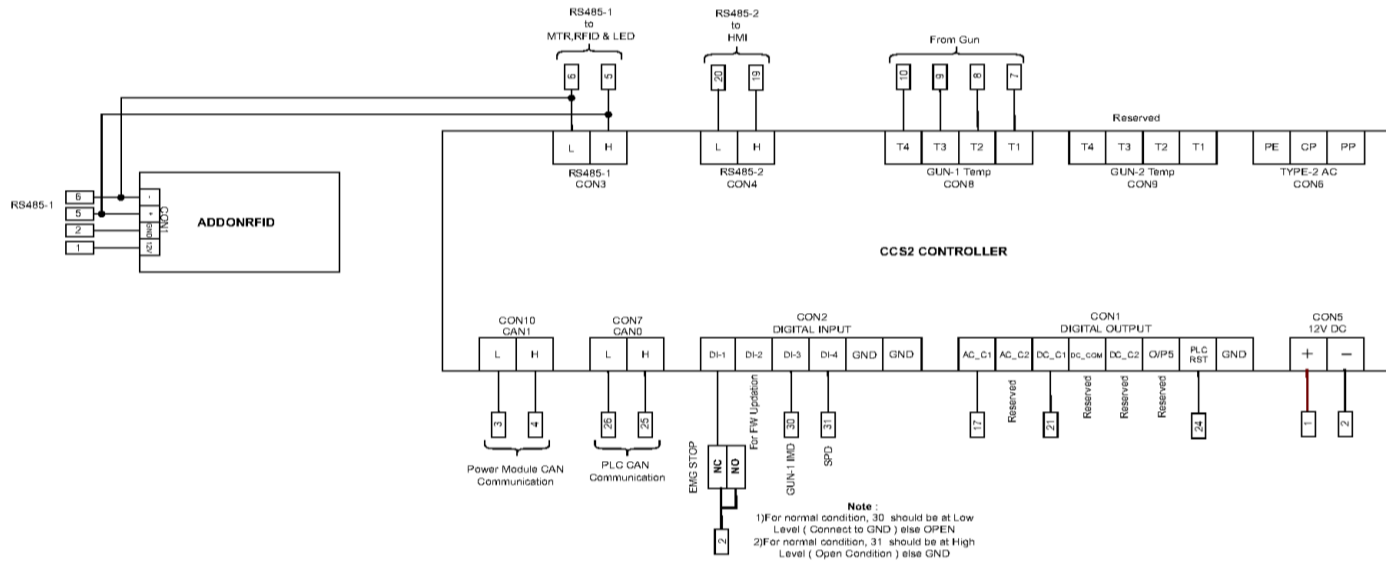 RS485-1
to
MTR,RFID & LED
6
5
RS485-2
to
HMI
20
19
From Gun
10
9
8
7
Reserved
L
H
RS485-1
CON3
L
H
RS485-2
CON4
T4
T3
T2
T1
GUN-1 Temp
CON8
T4
T3
T2
T1
GUN-2 Temp
CON9
PE
CP
PP
TYPE-2 AC
CON6
RS485-1
6
5
2
1
-
+
GND
12V
CON1
ADDONRFID
CCS2 CONTROLLER
CON10
CAN1
L
H
3
4
Power Module CAN
Communication
CON7
CAN0
L
H
26
25
PLC CAN
Communication
CON2
DIGITAL INPUT
DI-1
DI-2
DI-3
DI-4
GND
GND
EMG STOP
NC
NO
2
For FW Updation
GUN-1 IMD
30
SPD
31
CON1
DIGITAL OUTPUT
AC_C1
AC_C2
DC_C1
DC_COM
DC_C2
O/P5
PLC
RST
GND
17
Reserved
21
Reserved
Reserved
Reserved
24
CON5
12V DC
+
−
1
2
Note :
1)For normal condition, 30 should be at Low
Level ( Connect to GND ) else OPEN
2)For normal condition, 31 should be at High
Level ( Open Condition ) else GND